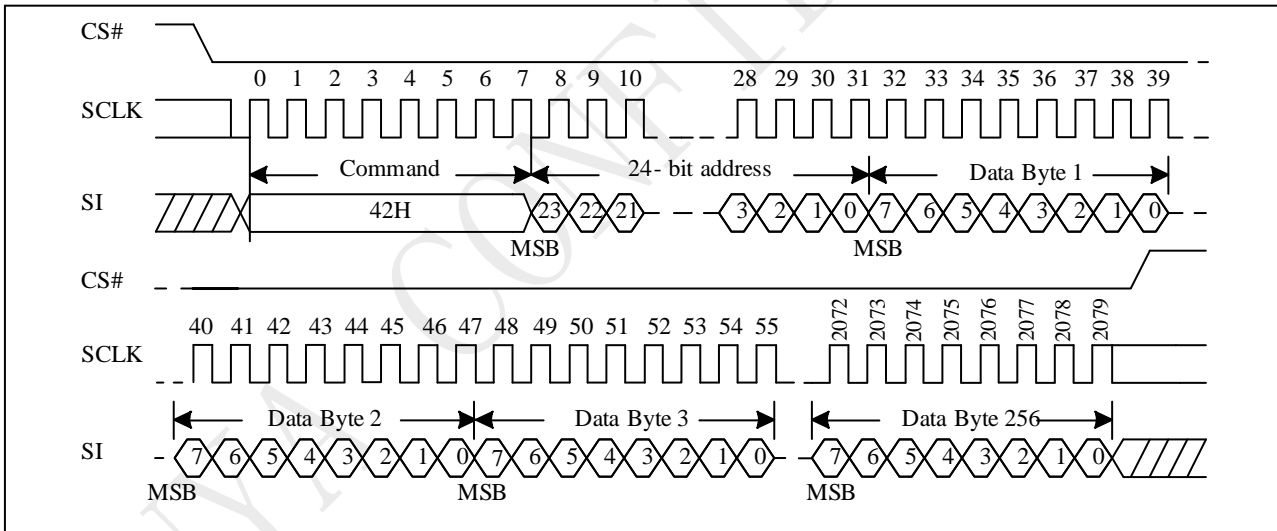 CS#
0 1 2 3 4 5 6 7 8 9 10 28 29 30 31 32 33 34 35 36 37 38 39
SCLK
Command 24- bit address Data Byte 1
SI 42H 23 22 21 3 2 1 0 7 6 5 4 3 2 1 0
MSB MSB
CS#
40 41 42 43 44 45 46 47 48 49 50 51 52 53 54 55 2072 2073 2074 2075 2076 2077 2078 2079
SCLK
Data Byte 2 Data Byte 3 Data Byte 256
SI 7 6 5 4 3 2 1 0 7 6 5 4 3 2 1 0 7 6 5 4 3 2 1 0
MSB MSB MSB